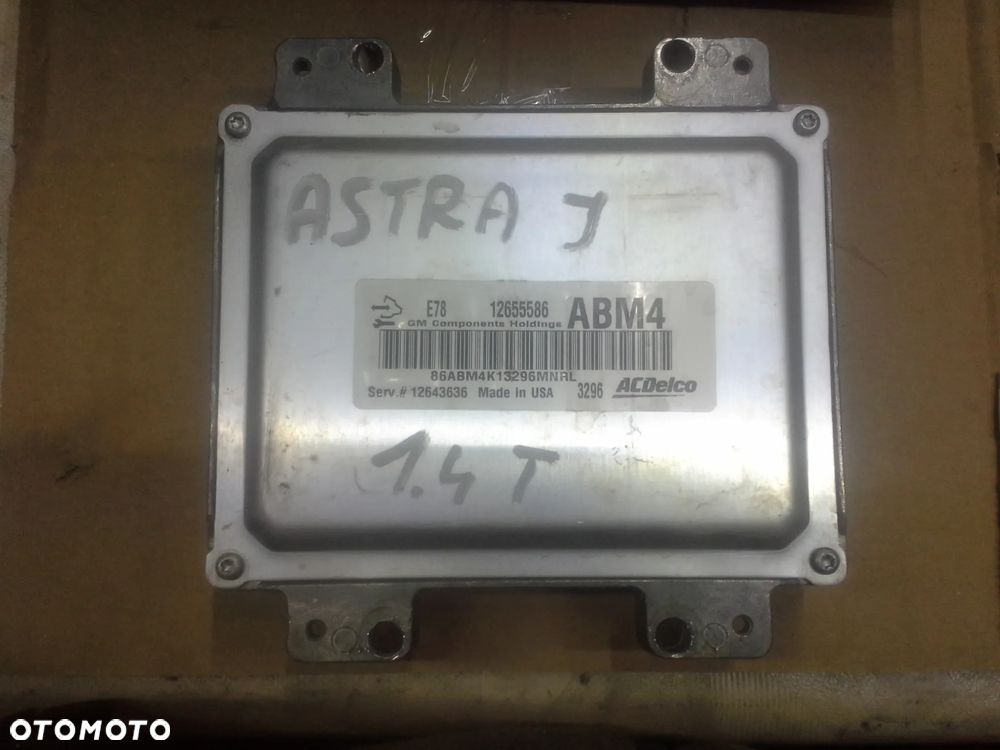 ASTRA J
E78 12655586 ABM4
GM Components Holdings
86ABM4K13296MNRL
Serv.# 12643636 Made in USA 3296 ACDelco
1.4 T
OTOMOTO